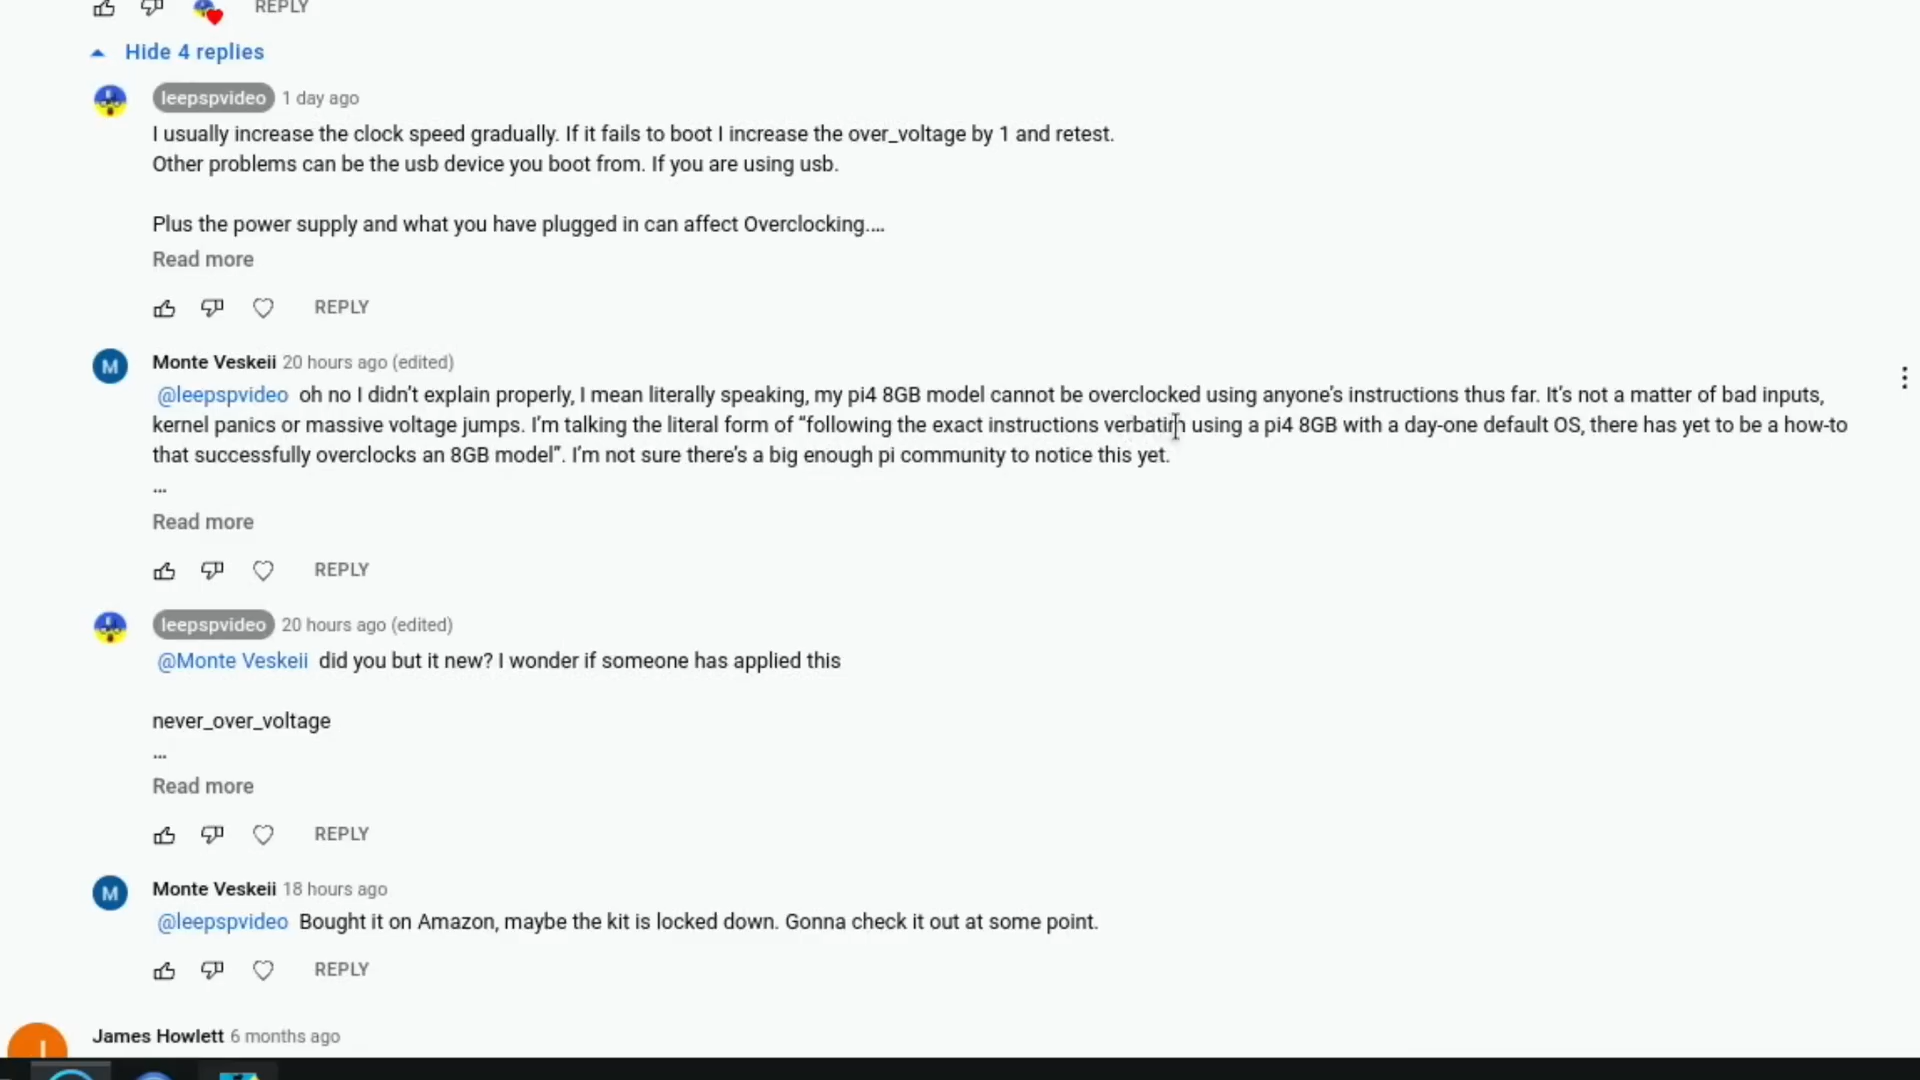 REPLY
Hide 4 replies
leepspvideo 1 day ago
I usually increase the clock speed gradually. If it fails to boot I increase the over_voltage by 1 and retest.
Other problems can be the usb device you boot from. If you are using usb.
Plus the power supply and what you have plugged in can affect Overclocking....
Read more
REPLY
M
Monte Veskeii 20 hours ago (edited)
@leepspvideo oh no I didn’t explain properly, I mean literally speaking, my pi4 8GB model cannot be overclocked using anyone’s instructions thus far. It’s not a matter of bad inputs,
kernel panics or massive voltage jumps. I’m talking the literal form of “following the exact instructions verbatim using a pi4 8GB with a day-one default OS, there has yet to be a how-to
that successfully overclocks an 8GB model”. I’m not sure there’s a big enough pi community to notice this yet.
...
Read more
REPLY
leepspvideo 20 hours ago (edited)
@Monte Veskeii did you but it new? I wonder if someone has applied this
never_over_voltage
...
Read more
REPLY
M
Monte Veskeii 18 hours ago
@leepspvideo Bought it on Amazon, maybe the kit is locked down. Gonna check it out at some point.
REPLY
James Howlett 6 months ago